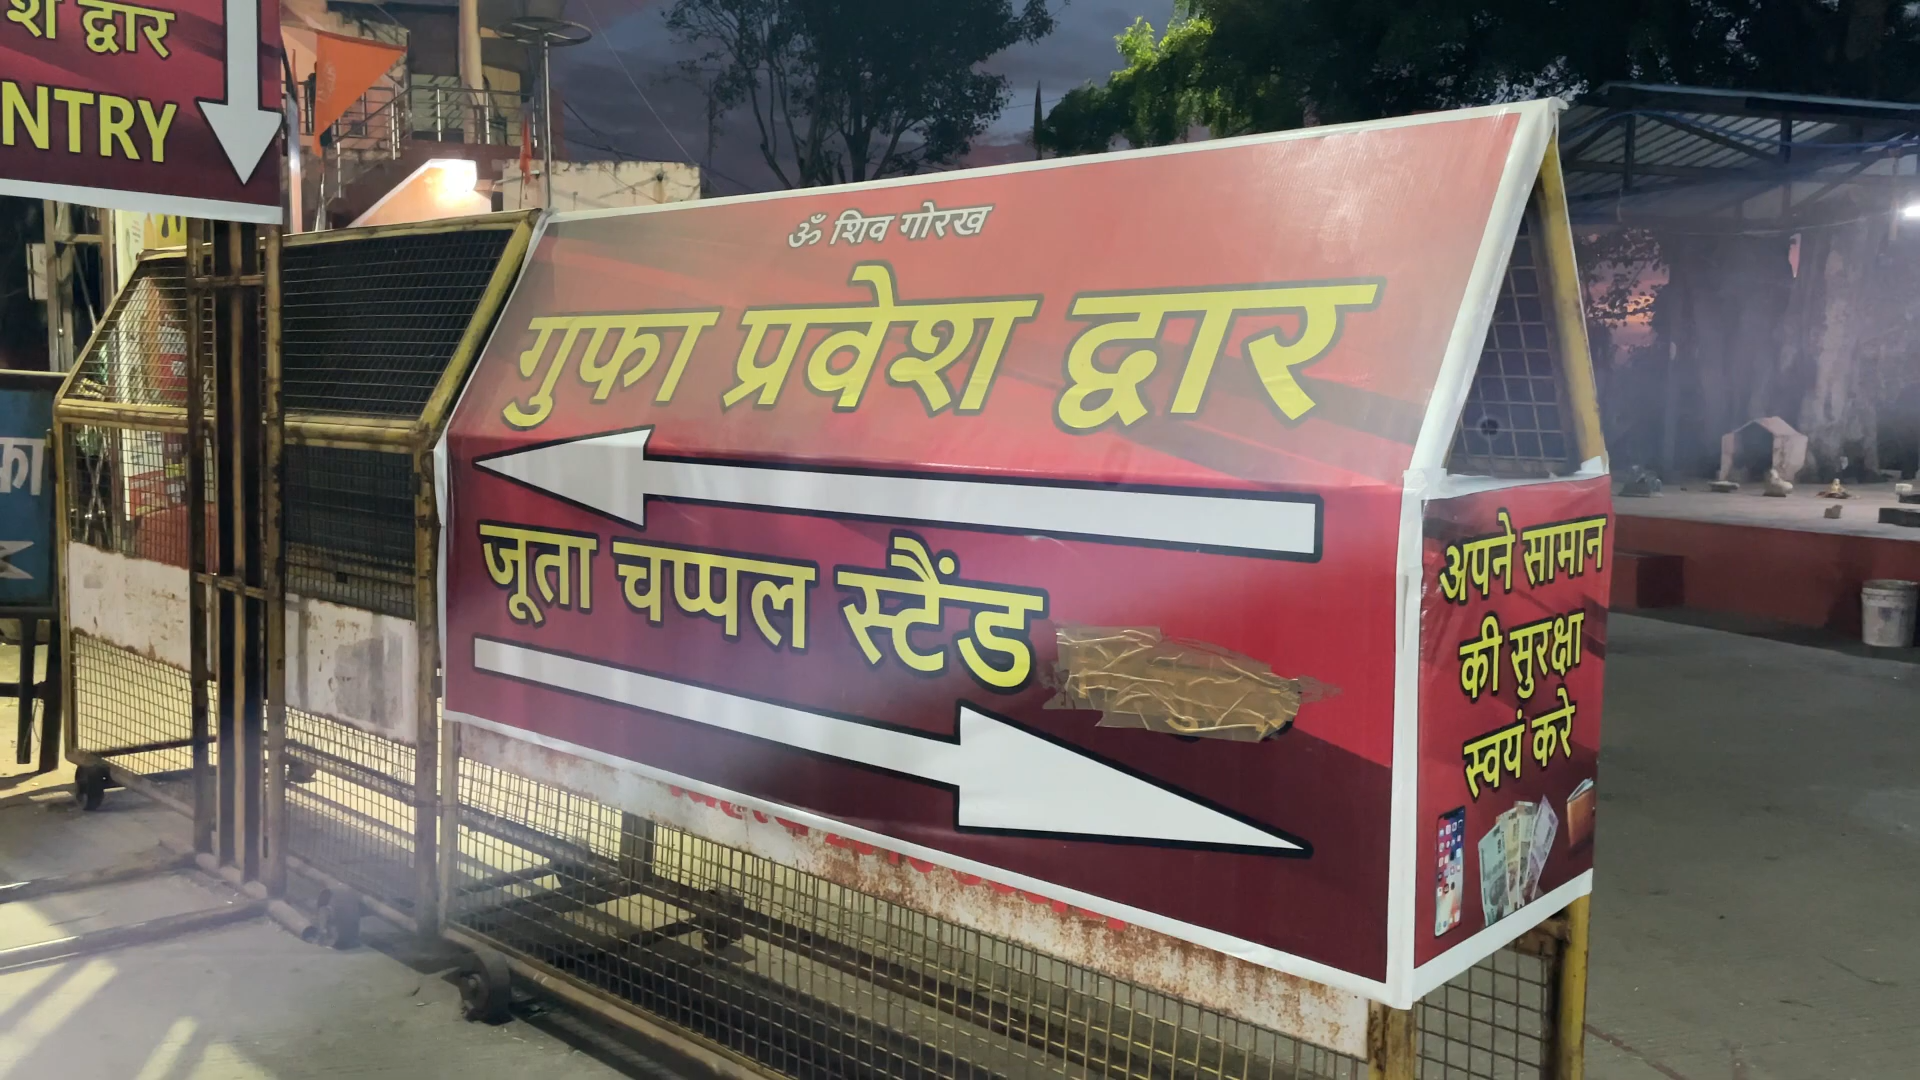 श द्वार
NTRY
ॐ शिव गोरख
गुफा प्रवेश द्वार
जूता चप्पल स्टैंड
अपने सामान
की सुरक्षा
स्वयं करे
फा